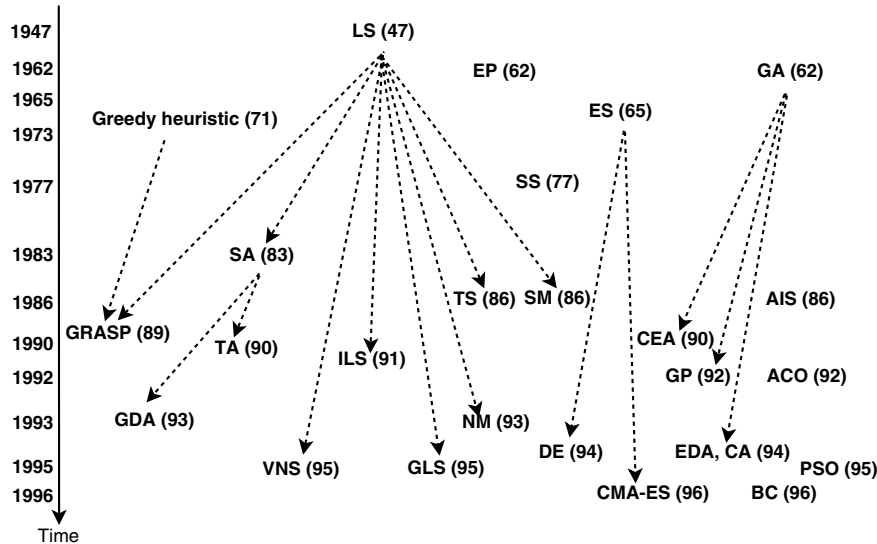 1947
LS (47)
1962
EP (62)
GA (62)
1965
Greedy heuristic (71)
ES (65)
1973
1977
SS (77)
1983
SA (83)
1986
TS (86)
SM (86)
AIS (86)
GRASP (89)
1990
TA (90)
ILS (91)
CEA (90)
1992
GP (92)
ACO (92)
1993
GDA (93)
NM (93)
DE (94)
EDA, CA (94)
1995
VNS (95)
GLS (95)
PSO (95)
1996
CMA-ES (96)
BC (96)
Time